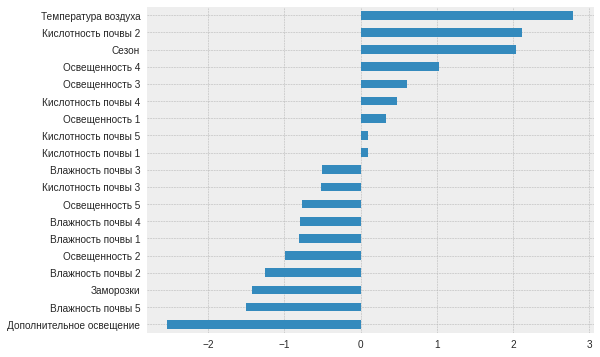 Температура воздуха
Кислотность почвы 2
Сезон
Освещенность 4
Освещенность 3
Кислотность почвы 4
Освещенность 1
Кислотность почвы 5
Кислотность почвы 1
Влажность почвы 3
Кислотность почвы 3
Освещенность 5
Влажность почвы 4
Влажность почвы 1
Освещенность 2
Влажность почвы 2
Заморозки
Влажность почвы 5
Дополнительное освещение
−2 −1 0 1 2 3